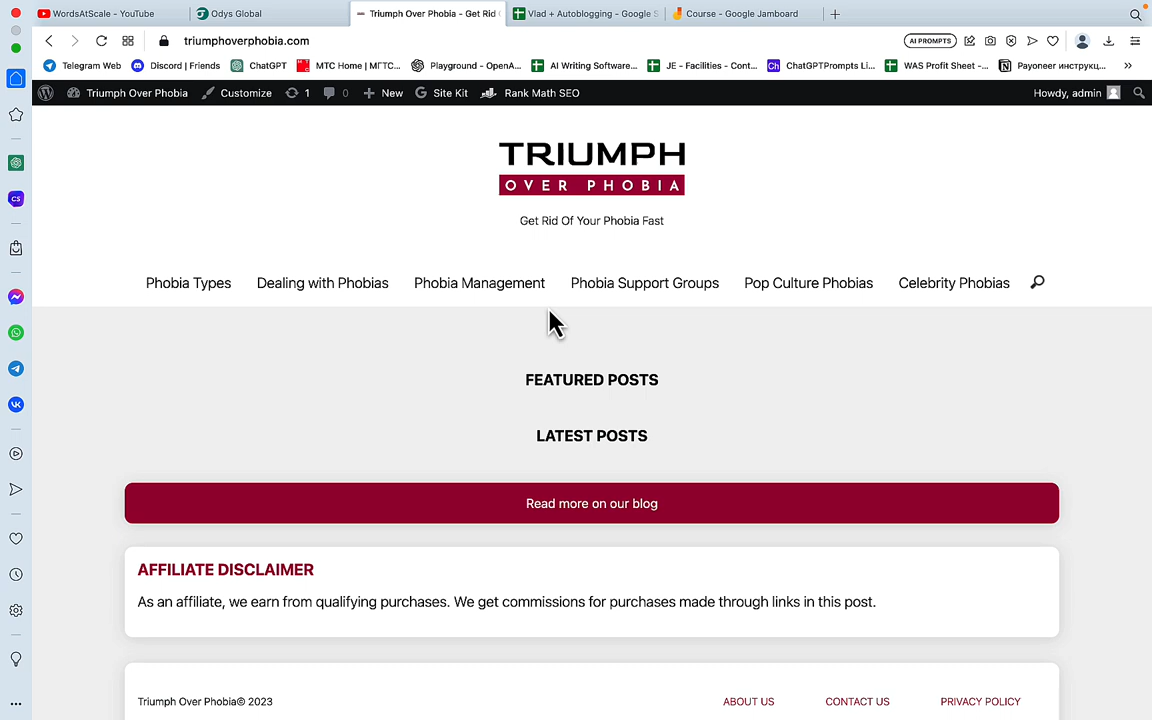 WordsAtScale - YouTube
Odys Global
Triumph Over Phobia - Get Rid
Vlad + Autoblogging - Google S
Course - Google Jamboard
triumphoverphobia.com
AI PROMPTS
Telegram Web
Discord | Friends
ChatGPT
МТС Home | МГТС...
Playground - OpenA...
AI Writing Software...
JE - Facilities - Cont...
Ch
ChatGPTPrompts Li...
WAS Profit Sheet -...
Payoneer инструкц...
Triumph Over Phobia
Customize
1
0
New
Site Kit
Rank Math SEO
Howdy, admin
CS
TRIUMPH
OVER PHOBIA
Get Rid Of Your Phobia Fast
Phobia Types
Dealing with Phobias
Phobia Management
Phobia Support Groups
Pop Culture Phobias
Celebrity Phobias
FEATURED POSTS
LATEST POSTS
Read more on our blog
AFFILIATE DISCLAIMER
As an affiliate, we earn from qualifying purchases. We get commissions for purchases made through links in this post.
Triumph Over Phobia© 2023
ABOUT US
CONTACT US
PRIVACY POLICY